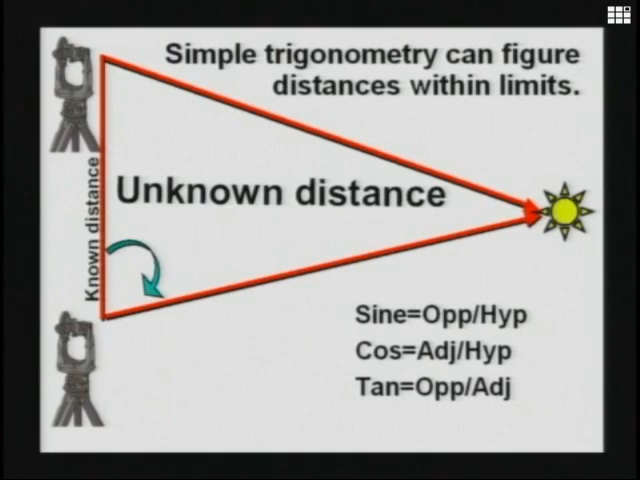 Simple trigonometry can figure
distances within limits.
Unknown distance
Known distance
Sine=Opp/Hyp
Cos=Adj/Hyp
Tan=Opp/Adj